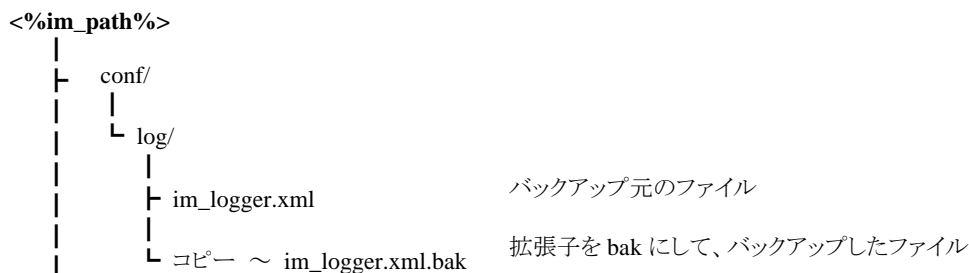 <%im_path%>
conf/
log/
im_logger.xml バックアップ元のファイル
コピー ～ im_logger.xml.bak 拡張子を bak にして、バックアップしたファイル